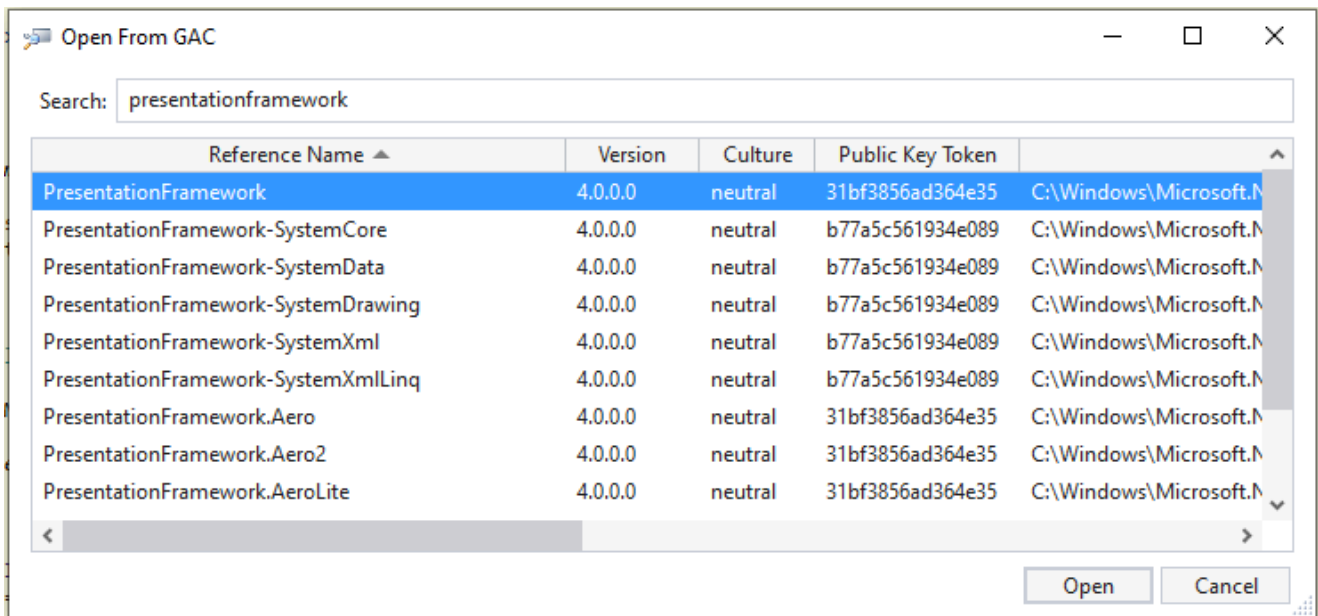 Open From GAC
Search: presentationframework
Reference Name Version Culture Public Key Token
PresentationFramework 4.0.0.0 neutral 31bf3856ad364e35 C:\Windows\Microsoft.N
PresentationFramework-SystemCore 4.0.0.0 neutral b77a5c561934e089 C:\Windows\Microsoft.N
PresentationFramework-SystemData 4.0.0.0 neutral b77a5c561934e089 C:\Windows\Microsoft.N
PresentationFramework-SystemDrawing 4.0.0.0 neutral b77a5c561934e089 C:\Windows\Microsoft.N
PresentationFramework-SystemXml 4.0.0.0 neutral b77a5c561934e089 C:\Windows\Microsoft.N
PresentationFramework-SystemXmlLinq 4.0.0.0 neutral b77a5c561934e089 C:\Windows\Microsoft.N
PresentationFramework.Aero 4.0.0.0 neutral 31bf3856ad364e35 C:\Windows\Microsoft.N
PresentationFramework.Aero2 4.0.0.0 neutral 31bf3856ad364e35 C:\Windows\Microsoft.N
PresentationFramework.AeroLite 4.0.0.0 neutral 31bf3856ad364e35 C:\Windows\Microsoft.N
Open Cancel